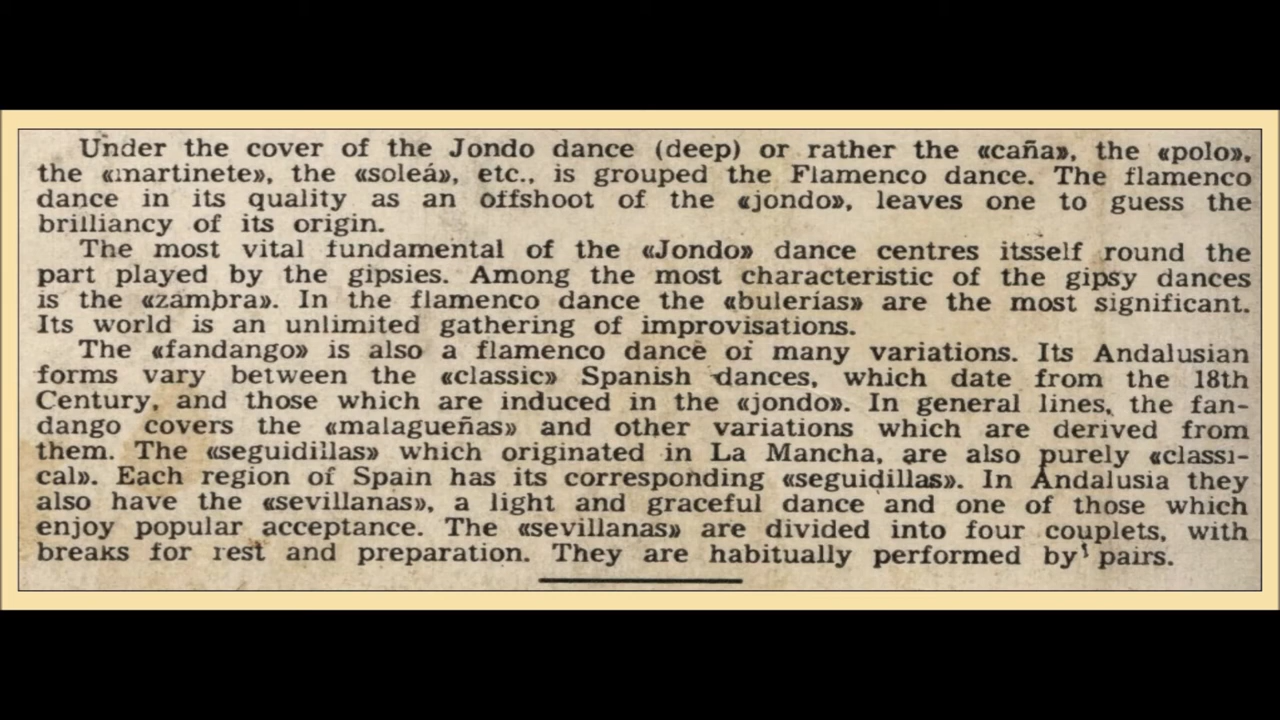 Under the cover of the Jondo dance (deep) or rather the «caña», the «polo»,
the «martinete», the «soleá», etc., is grouped the Flamenco dance. The flamenco
dance in its quality as an offshoot of the «jondo», leaves one to guess the
brilliancy of its origin.
The most vital fundamental of the «Jondo» dance centres itsself round the
part played by the gipsies. Among the most characteristic of the gipsy dances
is the «zambra». In the flamenco dance the «bulerías» are the most significant.
Its world is an unlimited gathering of improvisations.
The «fandango» is also a flamenco dance of many variations. Its Andalusian
forms vary between the «classic» Spanish dances, which date from the 18th
Century, and those which are induced in the «jondo». In general lines, the fan-
dango covers the «malagueñas» and other variations which are derived from
them. The «seguidillas» which originated in La Mancha, are also purely «classi-
cal». Each region of Spain has its corresponding «seguidillas». In Andalusia they
also have the «sevillanas», a light and graceful dance and one of those which
enjoy popular acceptance. The «sevillanas» are divided into four couplets, with
breaks for rest and preparation. They are habitually performed by pairs.